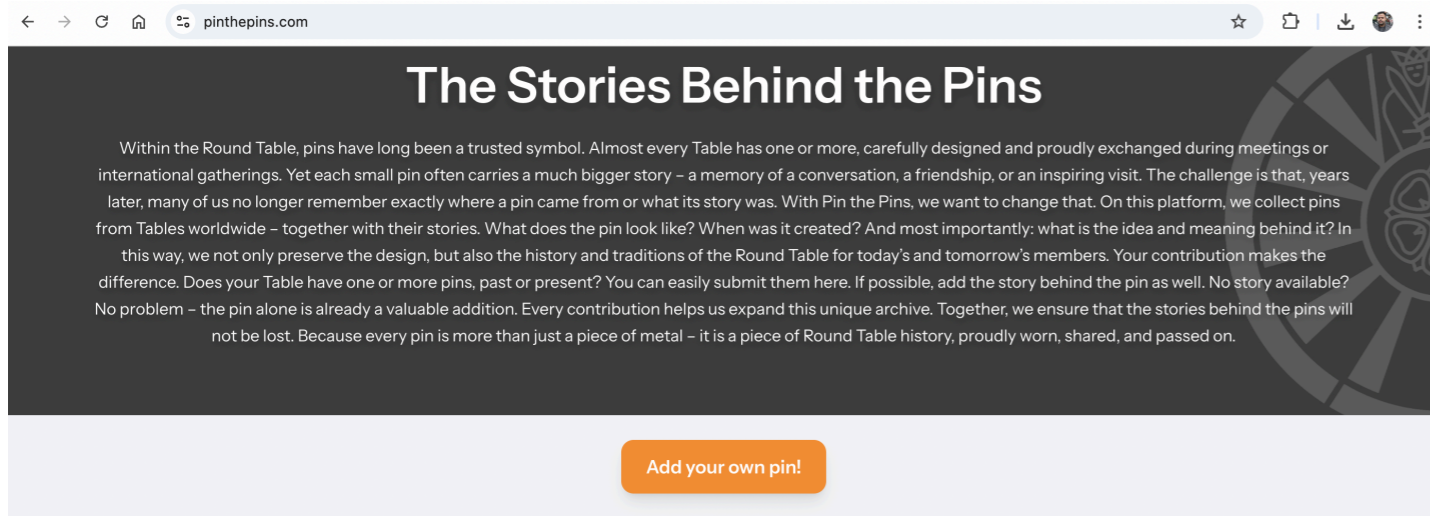 pinthepins.com
The Stories Behind the Pins
Within the Round Table, pins have long been a trusted symbol. Almost every Table has one or more, carefully designed and proudly exchanged during meetings or
international gatherings. Yet each small pin often carries a much bigger story – a memory of a conversation, a friendship, or an inspiring visit. The challenge is that, years
later, many of us no longer remember exactly where a pin came from or what its story was. With Pin the Pins, we want to change that. On this platform, we collect pins
from Tables worldwide – together with their stories. What does the pin look like? When was it created? And most importantly: what is the idea and meaning behind it? In
this way, we not only preserve the design, but also the history and traditions of the Round Table for today’s and tomorrow’s members. Your contribution makes the
difference. Does your Table have one or more pins, past or present? You can easily submit them here. If possible, add the story behind the pin as well. No story available?
No problem – the pin alone is already a valuable addition. Every contribution helps us expand this unique archive. Together, we ensure that the stories behind the pins will
not be lost. Because every pin is more than just a piece of metal – it is a piece of Round Table history, proudly worn, shared, and passed on.
Add your own pin!